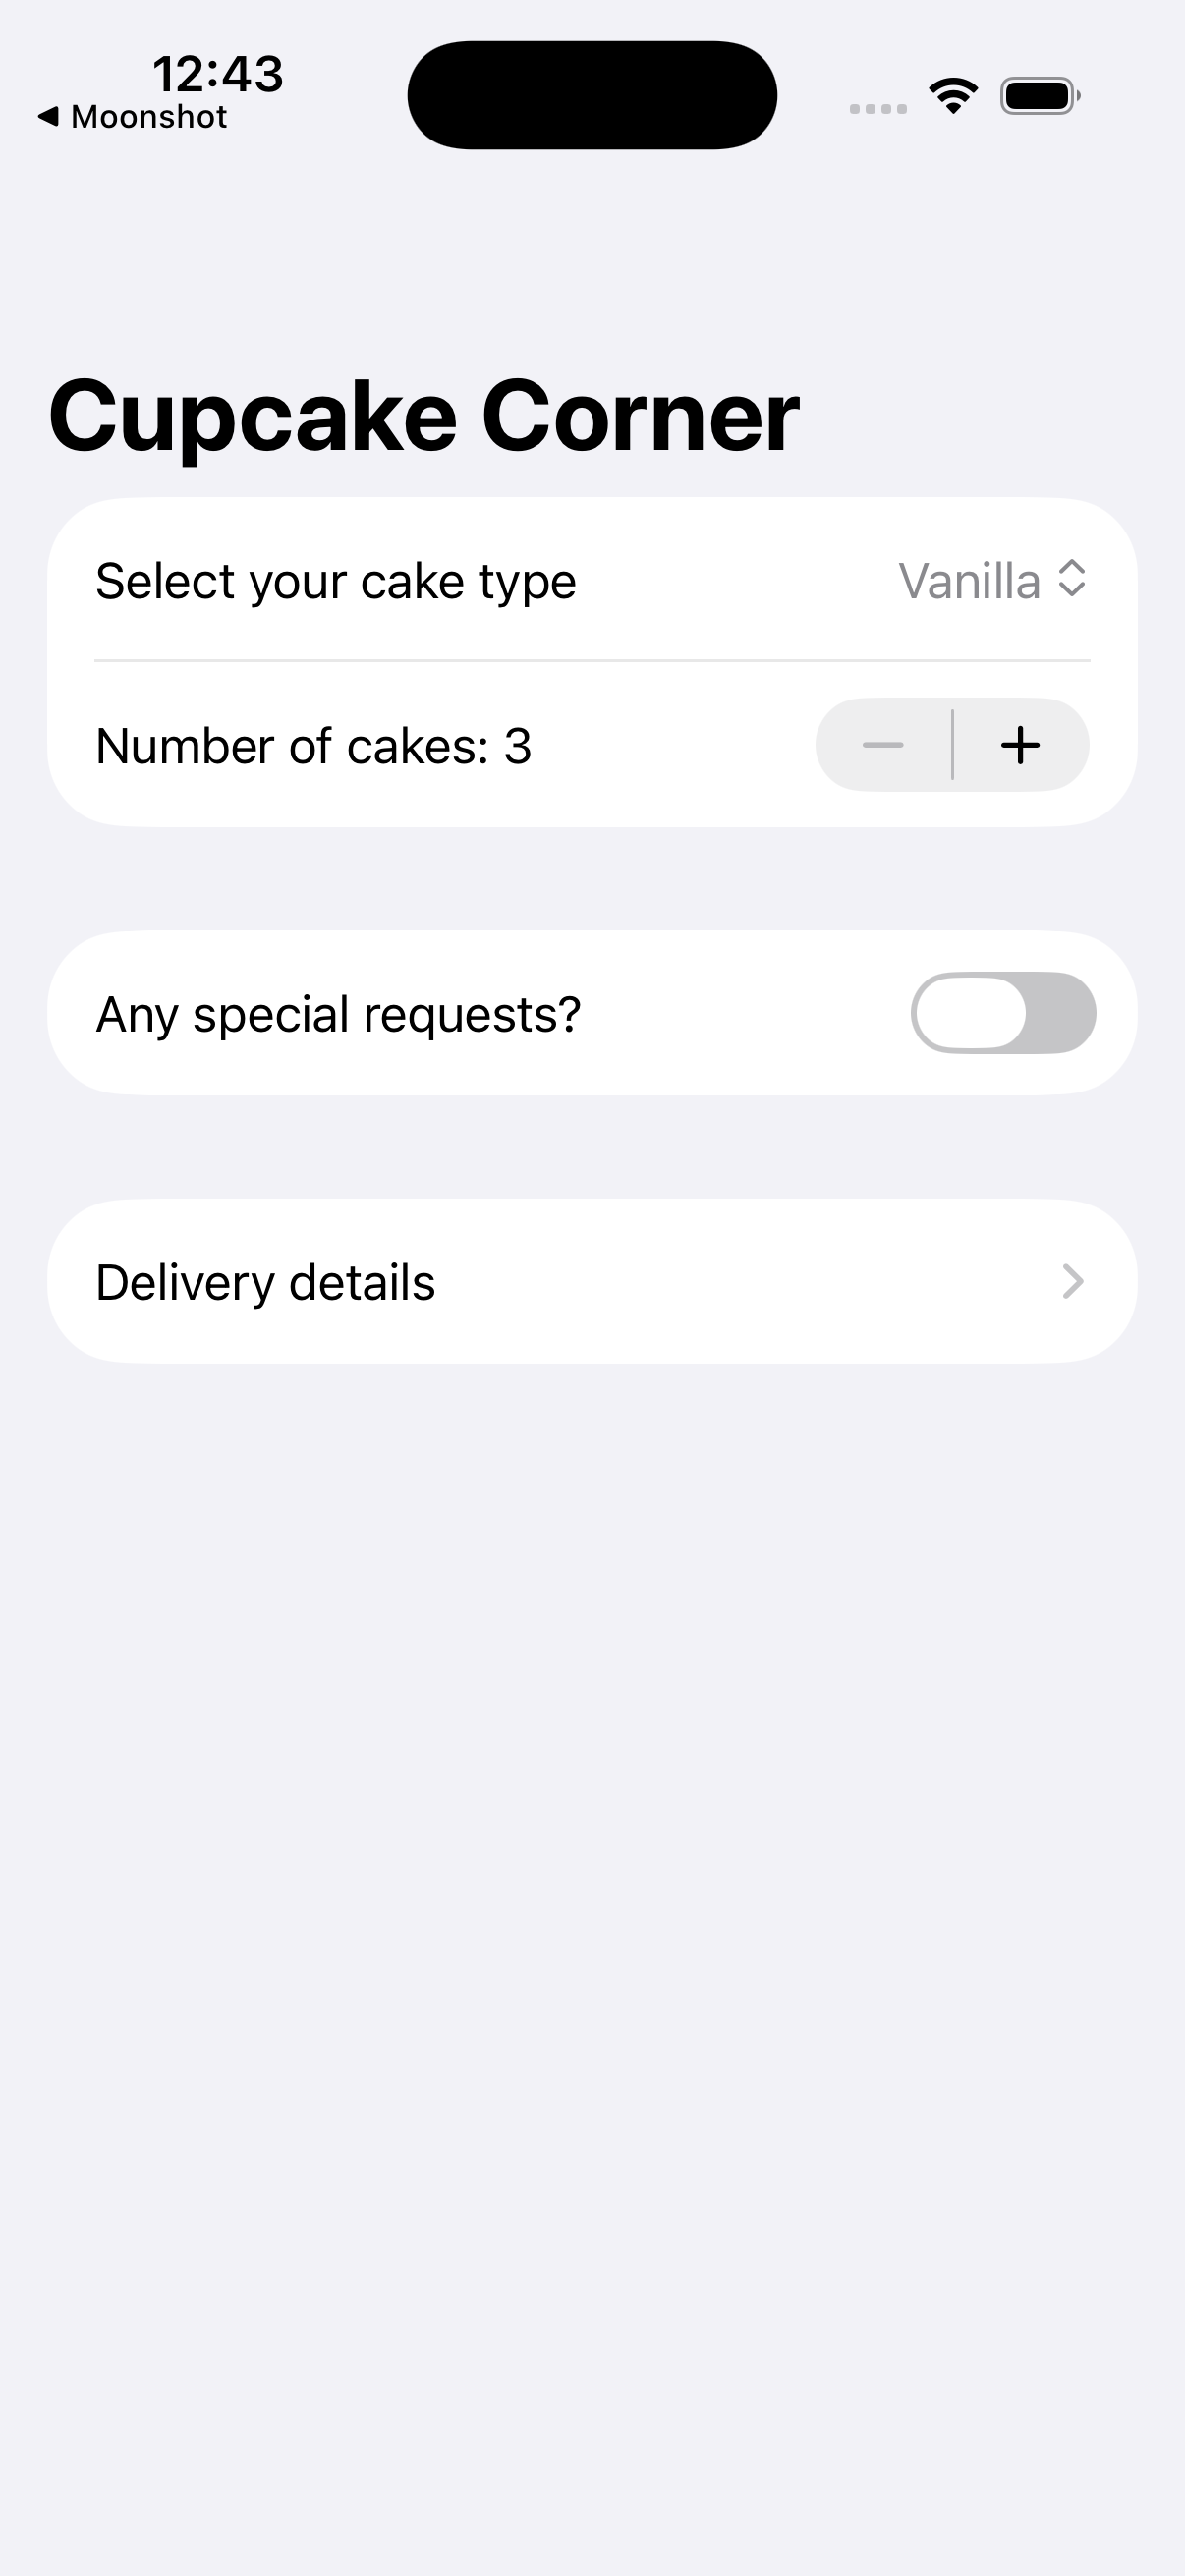 12:43
◀ Moonshot
Cupcake Corner
Select your cake type Vanilla
Number of cakes: 3
Any special requests?
Delivery details